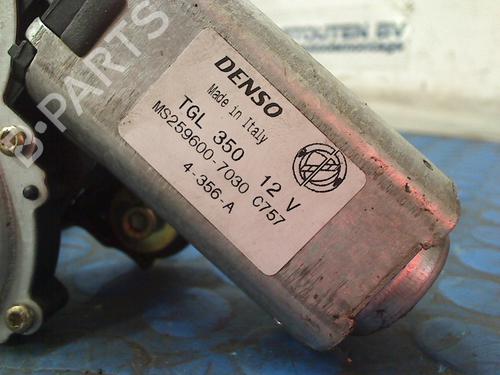 DENSO
Made in Italy
TGL 350 12 V
MS259600-7030 C757
4-356-A
B-PARTS